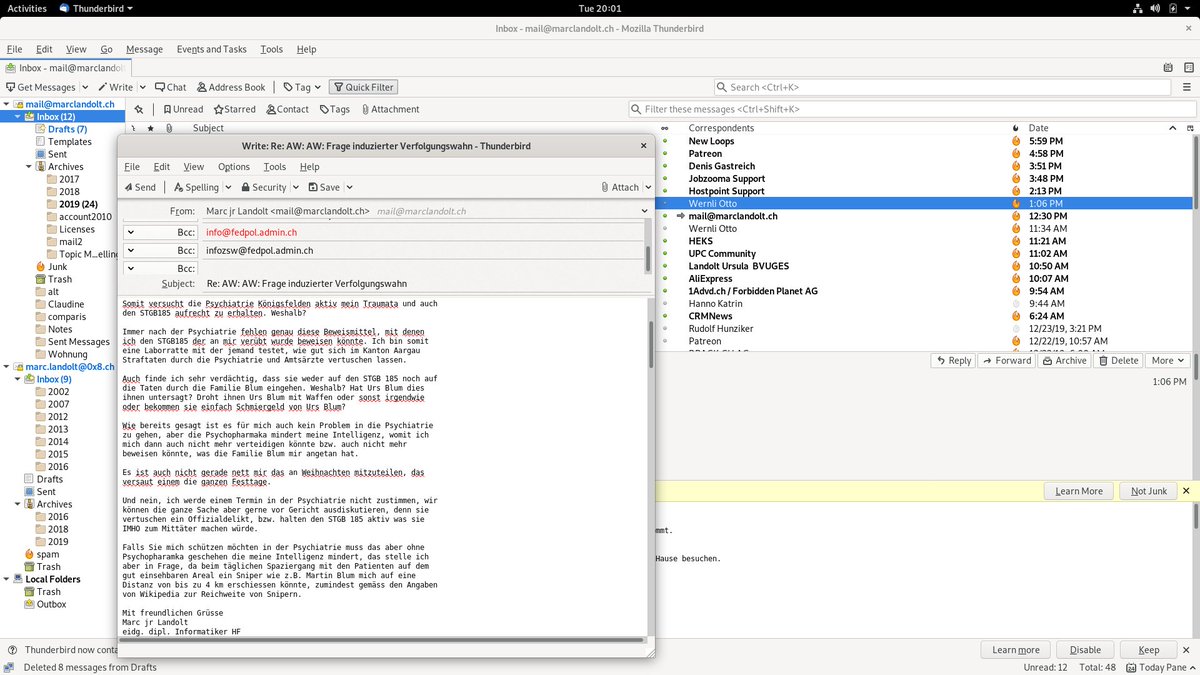 Activities Thunderbird Tue 20:01
Inbox - mail@marclandolt.ch - Mozilla Thunderbird
File Edit View Go Message Events and Tasks Tools Help
Inbox - mail@marclandolt
Get Messages Write Chat Address Book Tag Quick Filter Search <Ctrl+K>
mail@marclandolt.ch
Inbox (12)
Drafts (7)
Templates
Sent
Archives
2017
2018
2019 (24)
account2010
Licenses
mail2
Topic M...elling
Junk
Trash
alt
Claudine
comparis
Notes
Sent Messages
Wohnung
marc.landolt@0x8.ch
Inbox (9)
2002
2007
2012
2013
2014
2015
2016
Drafts
Sent
Archives
2016
2018
2019
spam
Trash
Local Folders
Trash
Outbox
Unread Starred Contact Tags Attachment Filter these messages <Ctrl+Shift+K>
Subject Correspondents Date
New Loops 5:59 PM
Patreon 4:58 PM
Denis Gastreich 3:51 PM
Jobzooma Support 3:48 PM
Hostpoint Support 2:13 PM
Wernli Otto 1:06 PM
mail@marclandolt.ch 12:30 PM
Wernli Otto 11:34 AM
HEKS 11:21 AM
UPC Community 11:02 AM
Landolt Ursula BVUGES 10:50 AM
AliExpress 10:07 AM
1Advd.ch / Forbidden Planet AG 9:54 AM
Hanno Katrin 9:44 AM
CRMNews 6:24 AM
Rudolf Hunziker 12/23/19, 3:21 PM
Patreon 12/22/19, 10:57 AM
Reply Forward Archive Delete More
1:06 PM
Learn More Not Junk
mmt.
Hause besuchen.
Write: Re: AW: AW: Frage induzierter Verfolgungswahn - Thunderbird
File Edit View Options Tools Help
Send Spelling Security Save Attach
From: Marc jr Landolt <mail@marclandolt.ch> mail@marclandolt.ch
Bcc: info@fedpol.admin.ch
Bcc: infozsw@fedpol.admin.ch
Bcc:
Subject: Re: AW: AW: Frage induzierter Verfolgungswahn
Somit versucht die Psychiatrie Königsfelden aktiv mein Traumata und auch
den STGB185 aufrecht zu erhalten. Weshalb?
Immer nach der Psychiatrie fehlen genau diese Beweismittel, mit denen
ich den STGB185 der an mir verübt wurde beweisen könnte. Ich bin somit
eine Laborratte mit der jemand testet, wie gut sich im Kanton Aargau
Straftaten durch die Psychiatrie und Amtsärzte vertuschen lassen.
Auch finde ich sehr verdächtig, dass sie weder auf den STGB 185 noch auf
die Taten durch die Familie Blum eingehen. Weshalb? Hat Urs Blum dies
ihnen untersagt? Droht ihnen Urs Blum mit Waffen oder sonst irgendwie
oder bekommen sie einfach Schmiergeld von Urs Blum?
Wie bereits gesagt ist es für mich auch kein Problem in die Psychiatrie
zu gehen, aber die Psychopharmaka mindert meine Intelligenz, womit ich
mich dann auch nicht mehr verteidigen könnte bzw. auch nicht mehr
beweisen könnte, was die Familie Blum mir angetan hat.
Es ist auch nicht gerade nett mir das an Weihnachten mitzuteilen, das
versaut einem die ganzen Festtage.
Und nein, ich werde einem Termin in der Psychiatrie nicht zustimmen, wir
können die ganze Sache aber gerne vor Gericht ausdiskutieren, denn sie
vertuschen ein Offizialdelikt, bzw. halten den STGB 185 aktiv was sie
IMHO zum Mittäter machen würde.
Falls Sie mich schützen möchten in der Psychiatrie muss das aber ohne
Psychopharamka geschehen die meine Intelligenz mindert, das stelle ich
aber in Frage, da beim täglichen Spaziergang mit den Patienten auf dem
gut einsehbaren Areal ein Sniper wie z.B. Martin Blum mich auf eine
Distanz von bis zu 4 km erschiessen könnte, zumindest gemäss den Angaben
von Wikipedia zur Reichweite von Snipern.
Mit freundlichen Grüsse
Marc jr Landolt
eidg. dipl. Informatiker HF
Thunderbird now conta
Learn more Disable Keep
Deleted 8 messages from Drafts Unread: 12 Total: 48 Today Pane